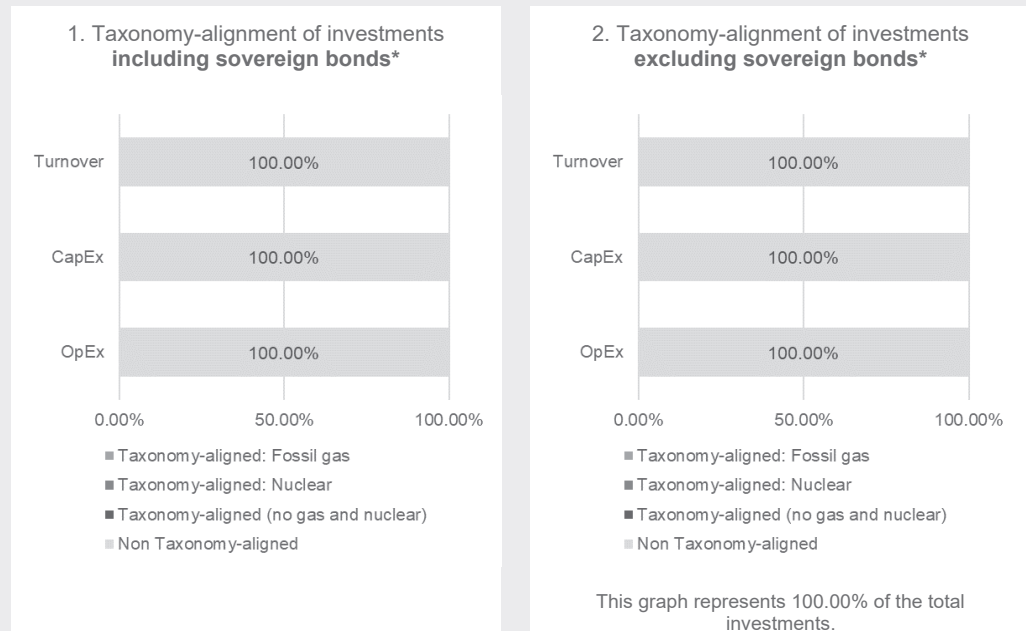 1. Taxonomy-alignment of investments
including sovereign bonds*
Turnover
100.00%
CapEx
100.00%
OpEx
100.00%
0.00% 50.00% 100.00%
Taxonomy-aligned: Fossil gas
Taxonomy-aligned: Nuclear
Taxonomy-aligned (no gas and nuclear)
Non Taxonomy-aligned
2. Taxonomy-alignment of investments
excluding sovereign bonds*
Turnover
100.00%
CapEx
100.00%
OpEx
100.00%
0.00% 50.00% 100.00%
Taxonomy-aligned: Fossil gas
Taxonomy-aligned: Nuclear
Taxonomy-aligned (no gas and nuclear)
Non Taxonomy-aligned
This graph represents 100.00% of the total
investments.